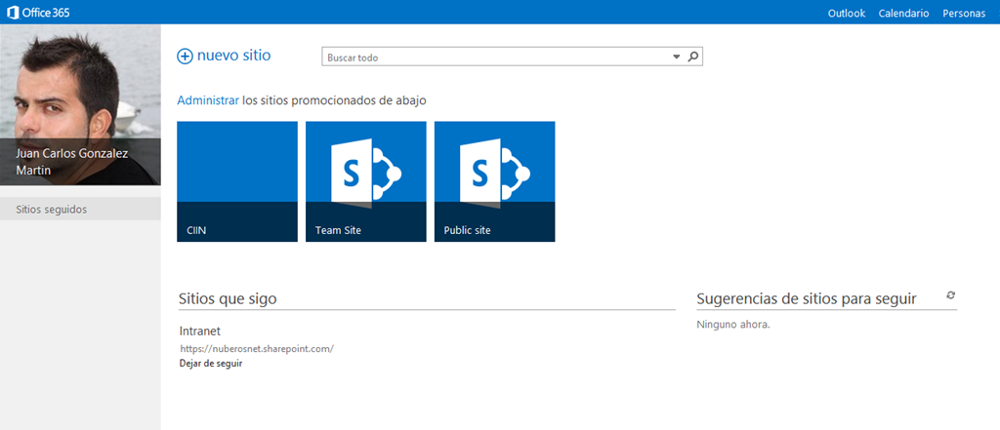 Office 365
Outlook Calendario Personas
Juan Carlos Gonzalez
Martin
Sitios seguidos
nuevo sitio
Buscar todo
Administrar los sitios promocionados de abajo
CIIN
S
Team Site
S
Public site
Sitios que sigo
Intranet
https://nuberosnet.sharepoint.com/
Dejar de seguir
Sugerencias de sitios para seguir
Ninguno ahora.